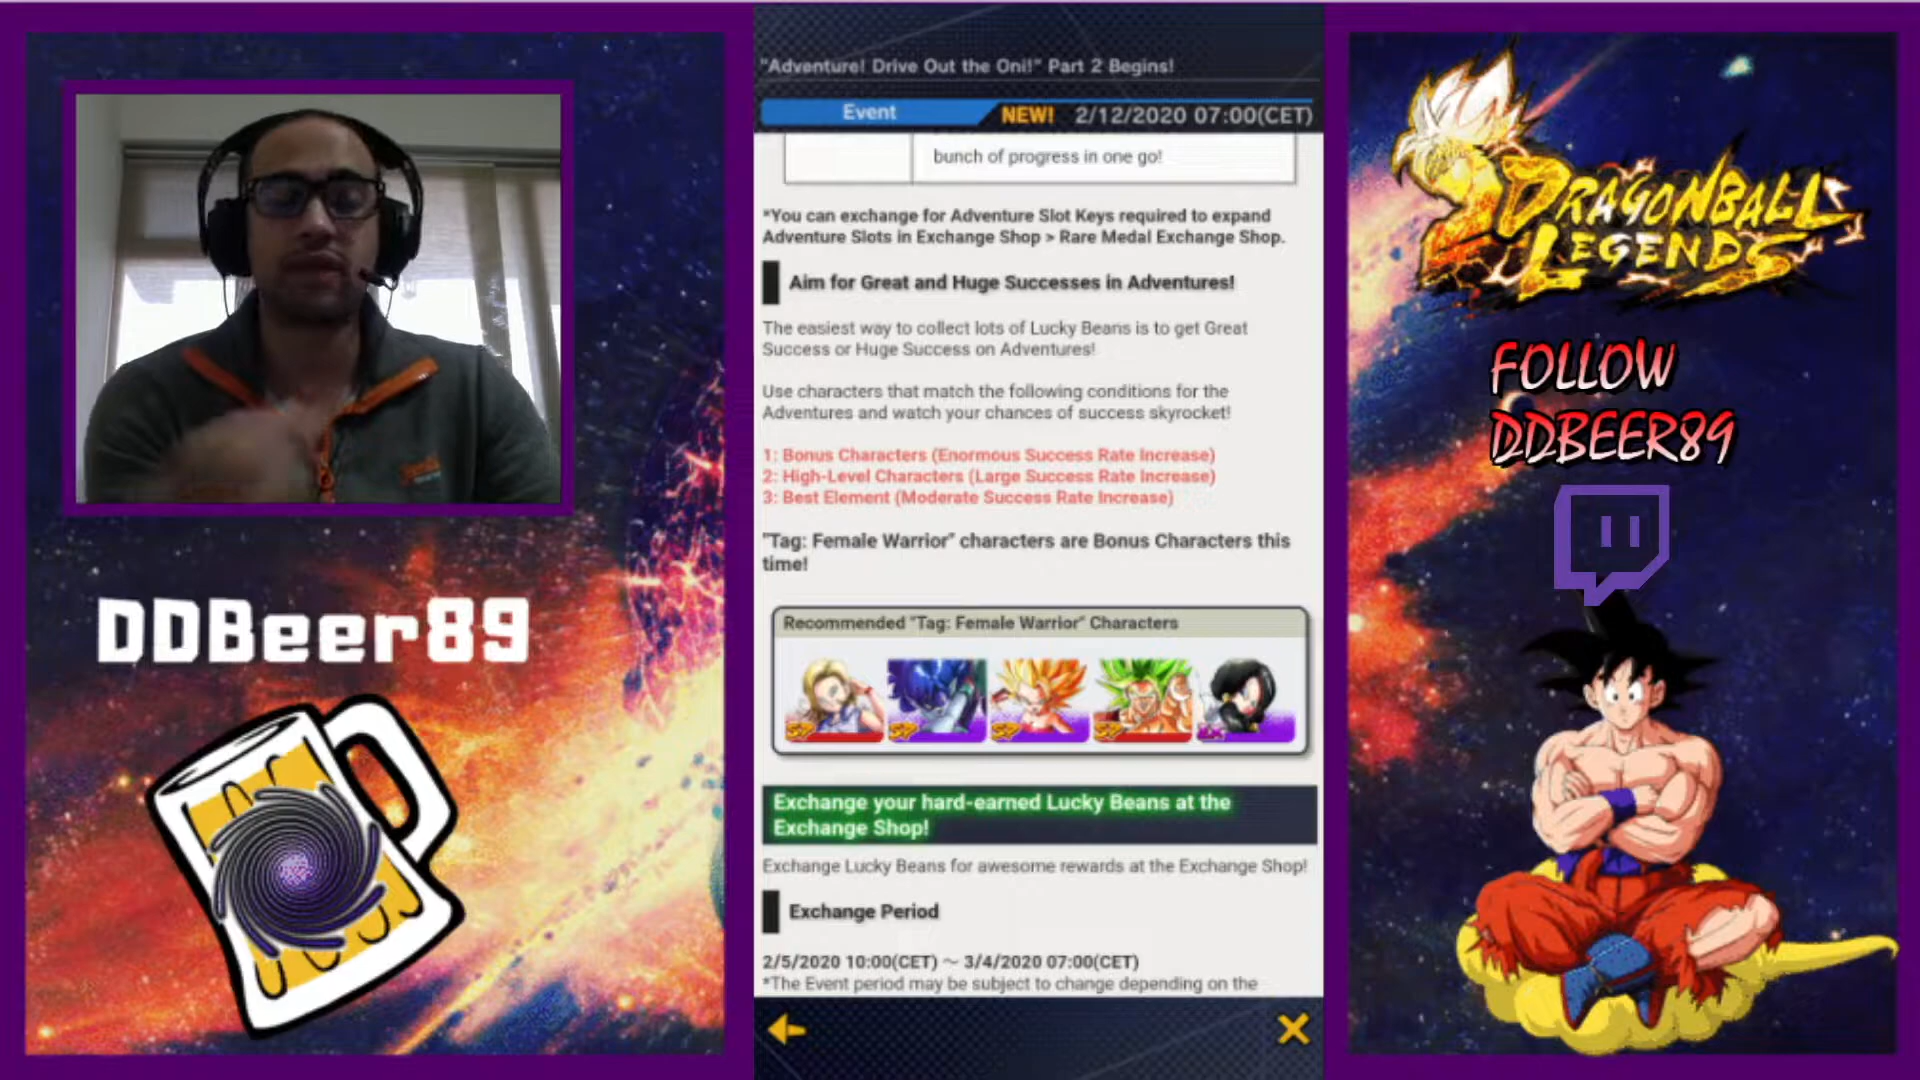 "Adventure! Drive Out the Oni!" Part 2 Begins!
Event
NEW! 2/12/2020 07:00(CET)
bunch of progress in one go!
*You can exchange for Adventure Slot Keys required to expand
Adventure Slots in Exchange Shop > Rare Medal Exchange Shop.
Aim for Great and Huge Successes in Adventures!
The easiest way to collect lots of Lucky Beans is to get Great
Success or Huge Success on Adventures!
Use characters that match the following conditions for the
Adventures and watch your chances of success skyrocket!
1: Bonus Characters (Enormous Success Rate Increase)
2: High-Level Characters (Large Success Rate Increase)
3: Best Element (Moderate Success Rate Increase)
"Tag: Female Warrior" characters are Bonus Characters this
time!
Recommended "Tag: Female Warrior" Characters
SP SP SP SP EX
Exchange your hard-earned Lucky Beans at the
Exchange Shop!
Exchange Lucky Beans for awesome rewards at the Exchange Shop!
Exchange Period
2/5/2020 10:00(CET) ~ 3/4/2020 07:00(CET)
*The Event period may be subject to change depending on the
DDBeer89
DRAGONBALL
LEGENDS
FOLLOW
DDBEER89